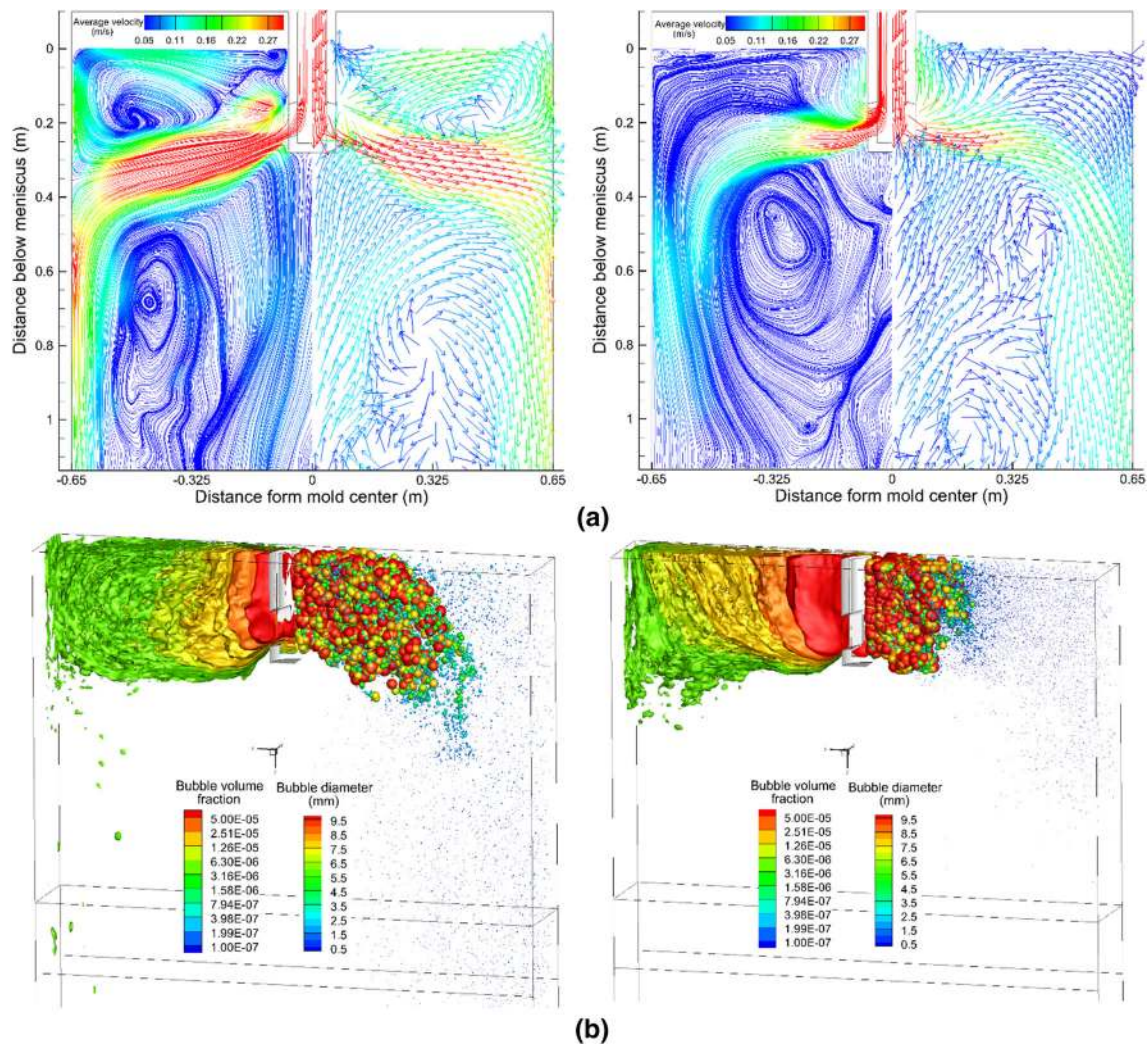 Average velocity
(m/s)
0.05 0.11 0.16 0.22 0.27
0
0.2
0.4
0.6
0.8
1
Distance below meniscus (m)
-0.65 -0.325 0 0.325 0.65
Distance form mold center (m)
Average velocity
(m/s)
0.05 0.11 0.16 0.22 0.27
0
0.2
0.4
0.6
0.8
1
Distance below meniscus (m)
-0.65 -0.325 0 0.325 0.65
Distance form mold center (m)
(a)
Bubble volume
fraction
5.00E-05
2.51E-05
1.26E-05
6.30E-06
3.16E-06
1.58E-06
7.94E-07
3.98E-07
1.99E-07
1.00E-07
Bubble diameter
(mm)
9.5
8.5
7.5
6.5
5.5
4.5
3.5
2.5
1.5
0.5
Bubble volume
fraction
5.00E-05
2.51E-05
1.26E-05
6.30E-06
3.16E-06
1.58E-06
7.94E-07
3.98E-07
1.99E-07
1.00E-07
Bubble diameter
(mm)
9.5
8.5
7.5
6.5
5.5
4.5
3.5
2.5
1.5
0.5
(b)